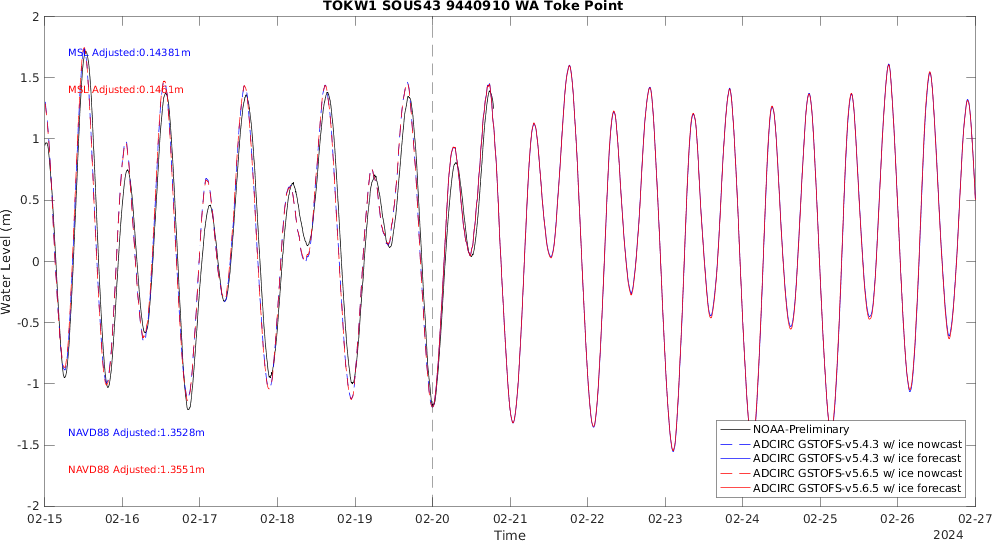 TOKW1 SOUS43 9440910 WA Toke Point
2
1.5
1
0.5
0
-0.5
-1
-1.5
-2
Water Level (m)
MSL Adjusted:0.14381m
MSL Adjusted:0.1461m
NAVD88 Adjusted:1.3528m
NAVD88 Adjusted:1.3551m
NOAA-Preliminary
ADCIRC GSTOFS-v5.4.3 w/ ice nowcast
ADCIRC GSTOFS-v5.4.3 w/ ice forecast
ADCIRC GSTOFS-v5.6.5 w/ ice nowcast
ADCIRC GSTOFS-v5.6.5 w/ ice forecast
02-15 02-16 02-17 02-18 02-19 02-20 02-21 02-22 02-23 02-24 02-25 02-26 02-27
Time
2024